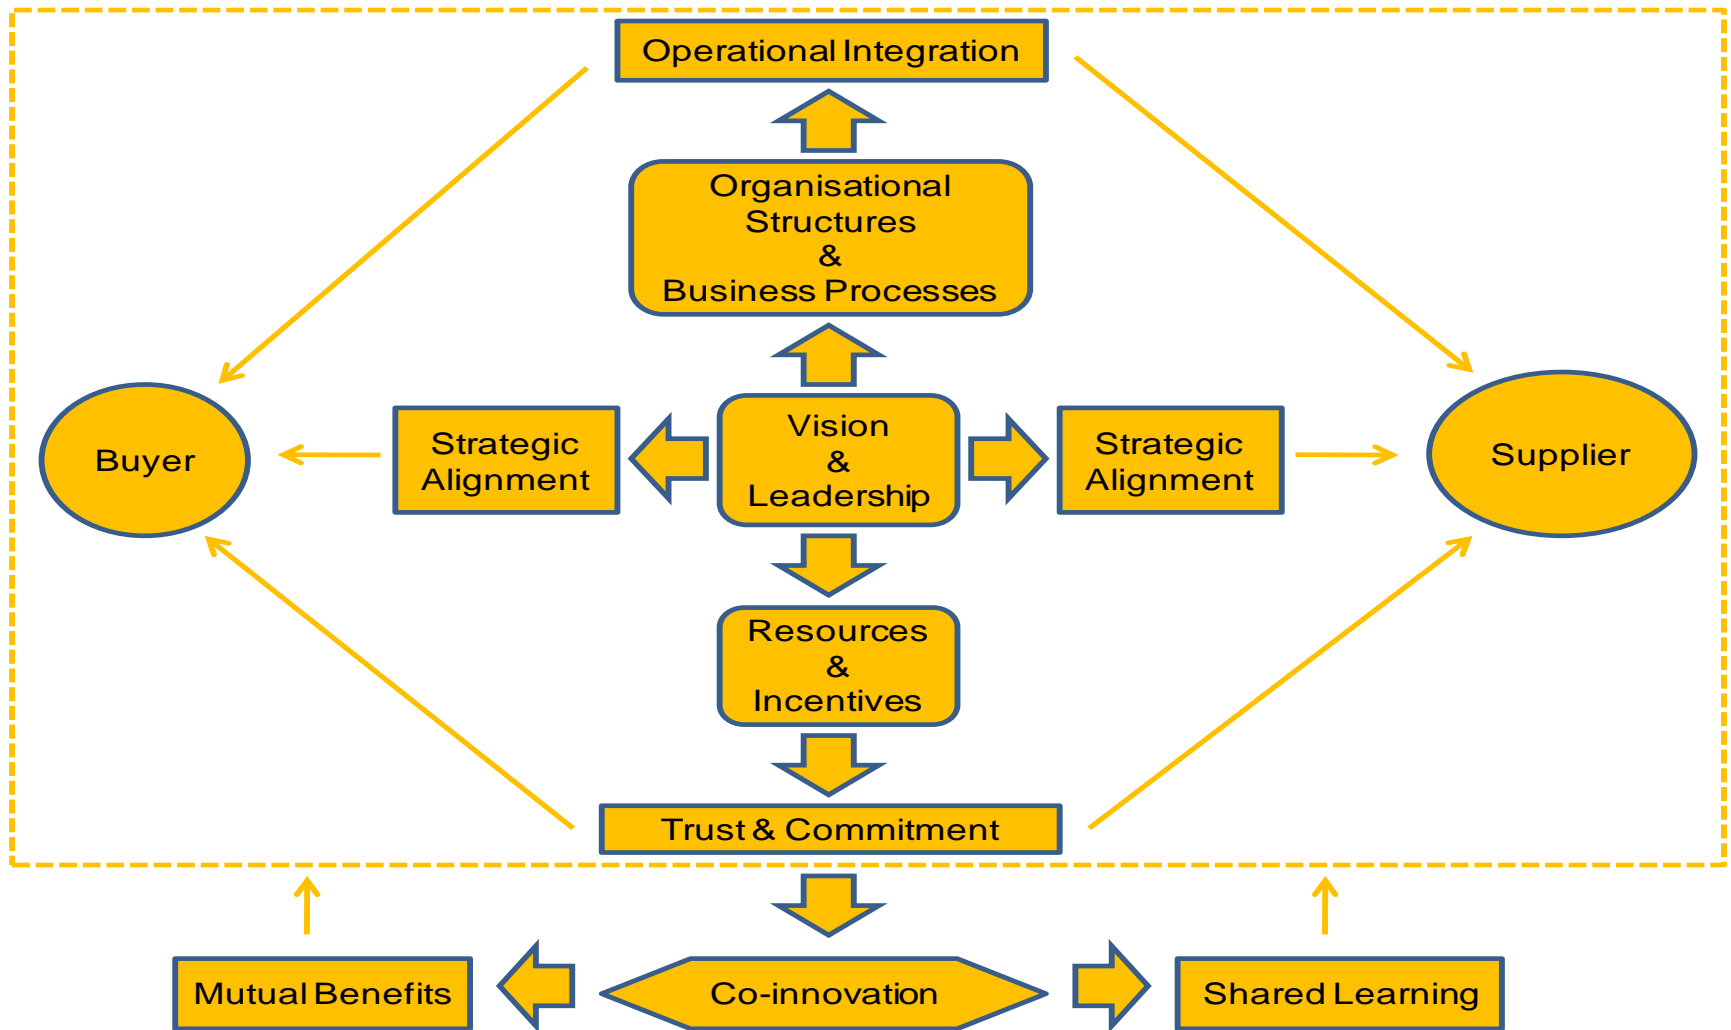 Operational Integration
Organisational
Structures
&
Business Processes
Buyer
Strategic
Alignment
Vision
&
Leadership
Strategic
Alignment
Supplier
Resources
&
Incentives
Trust & Commitment
Mutual Benefits
Co-innovation
Shared Learning